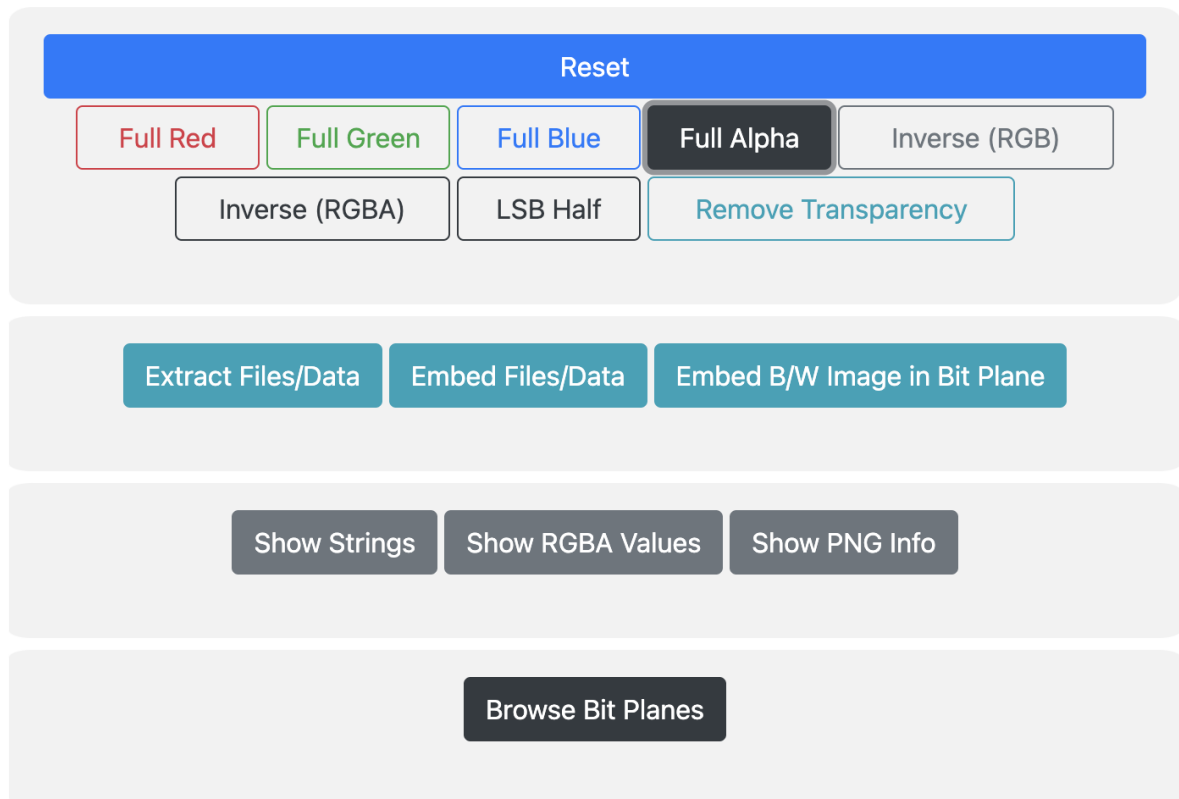 Reset
Full Red Full Green Full Blue Full Alpha Inverse (RGB)
Inverse (RGBA) LSB Half Remove Transparency
Extract Files/Data Embed Files/Data Embed B/W Image in Bit Plane
Show Strings Show RGBA Values Show PNG Info
Browse Bit Planes